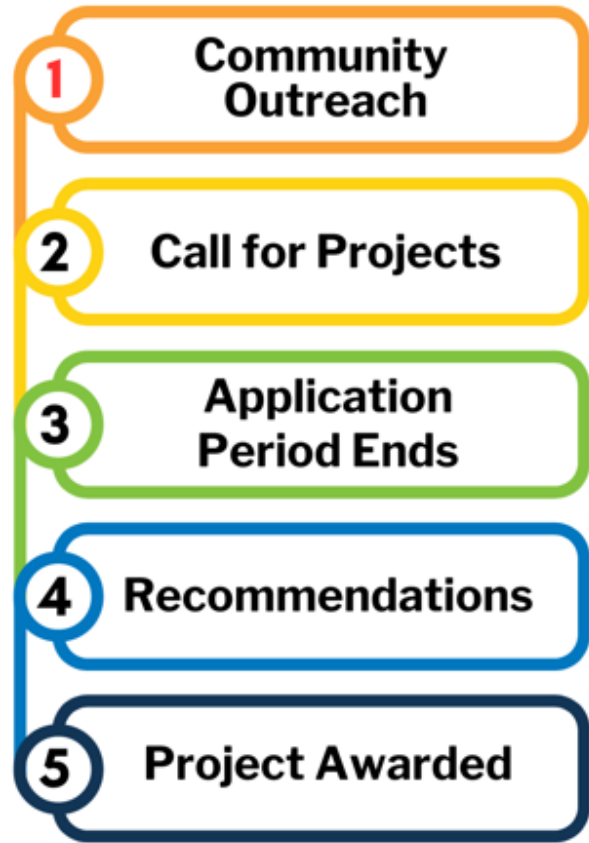 1
Community
Outreach
2
Call for Projects
3
Application
Period Ends
4
Recommendations
5
Project Awarded